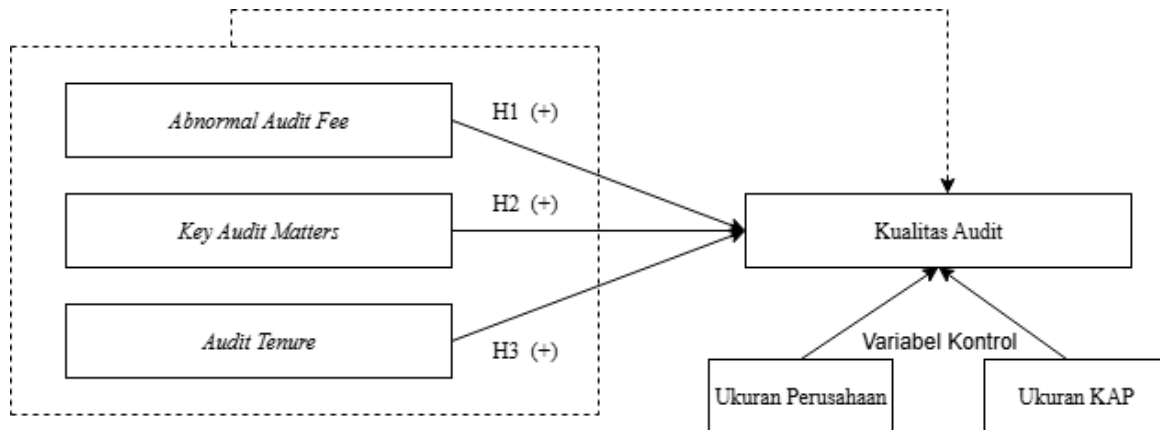 Abnormal Audit Fee
H1 (+)
Key Audit Matters
H2 (+)
Kualitas Audit
Audit Tenure
H3 (+)
Variabel Kontrol
Ukuran Perusahaan
Ukuran KAP